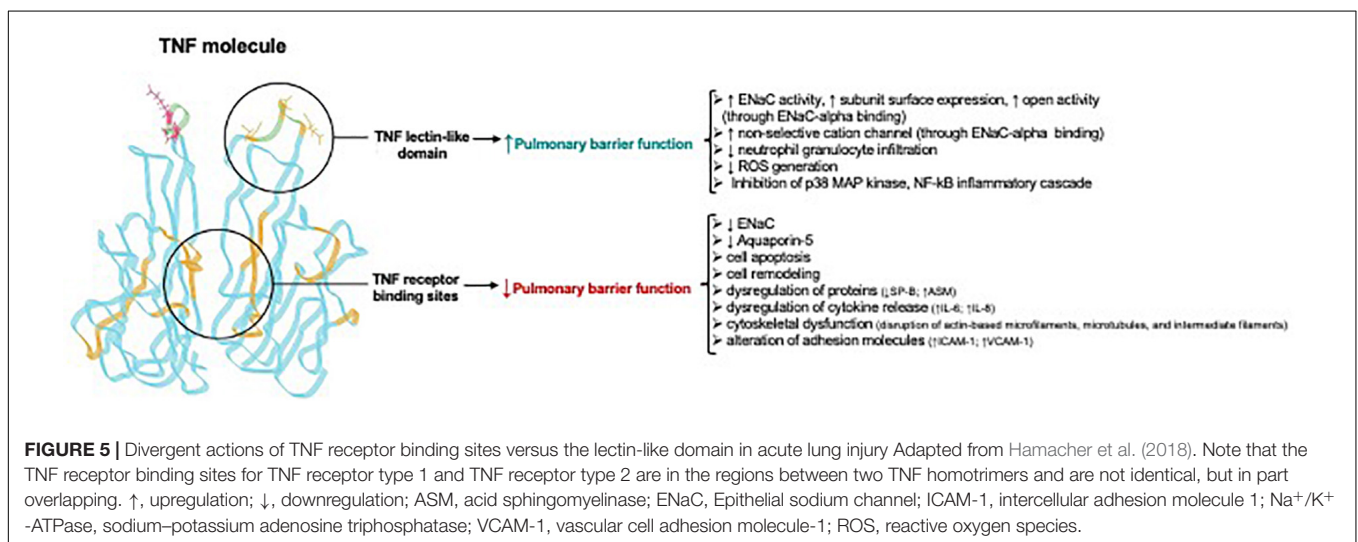 TNF molecule
TNF lectin-like
domain
↑Pulmonary barrier function
➢ ↑ ENaC activity, ↑ subunit surface expression, ↑ open activity
(through ENaC-alpha binding)
➢ ↑ non-selective cation channel (through ENaC-alpha binding)
➢ ↓ neutrophil granulocyte infiltration
➢ ↓ ROS generation
➢ Inhibition of p38 MAP kinase, NF-kB inflammatory cascade
TNF receptor
binding sites
↓Pulmonary barrier function
➢ ↓ ENaC
➢ ↓ Aquaporin-5
➢ cell apoptosis
➢ cell remodeling
➢ dysregulation of proteins (↓SP-B; ↑ASM)
➢ dysregulation of cytokine release (↑IL-6; ↑IL-8)
➢ cytoskeletal dysfunction (disruption of actin-based microfilaments, microtubules, and intermediate filaments)
➢ alteration of adhesion molecules (↑ICAM-1; ↑VCAM-1)
FIGURE 5 | Divergent actions of TNF receptor binding sites versus the lectin-like domain in acute lung injury Adapted from Hamacher et al. (2018). Note that the
TNF receptor binding sites for TNF receptor type 1 and TNF receptor type 2 are in the regions between two TNF homotrimers and are not identical, but in part
overlapping. ↑, upregulation; ↓, downregulation; ASM, acid sphingomyelinase; ENaC, Epithelial sodium channel; ICAM-1, intercellular adhesion molecule 1; Na+/K+
-ATPase, sodium–potassium adenosine triphosphatase; VCAM-1, vascular cell adhesion molecule-1; ROS, reactive oxygen species.